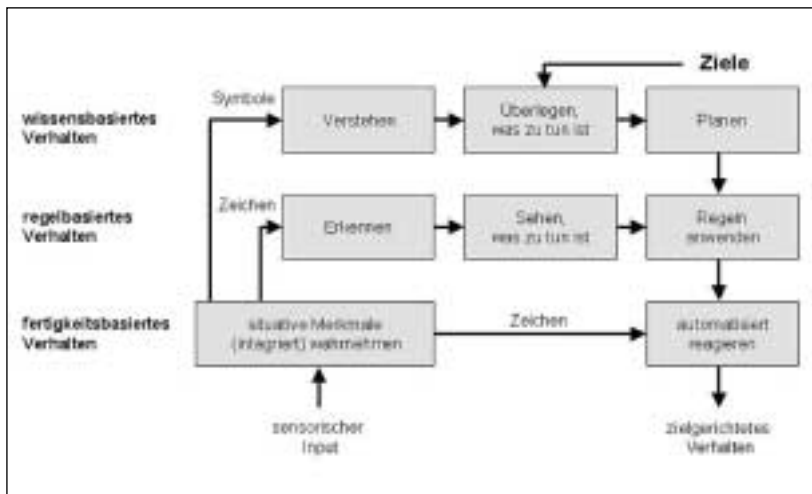 Ziele
wissensbasiertes
Verhalten
Symbole
Verstehen
Überlegen,
was zu tun ist
Planen
regelbasiertes
Verhalten
Zeichen
Erkennen
Sehen,
was zu tun ist
Regeln
anwenden
fertigkeitsbasiertes
Verhalten
situative Merkmale
(integriert) wahrnehmen
Zeichen
automatisiert
reagieren
sensorischer
Input
zielgerichtetes
Verhalten